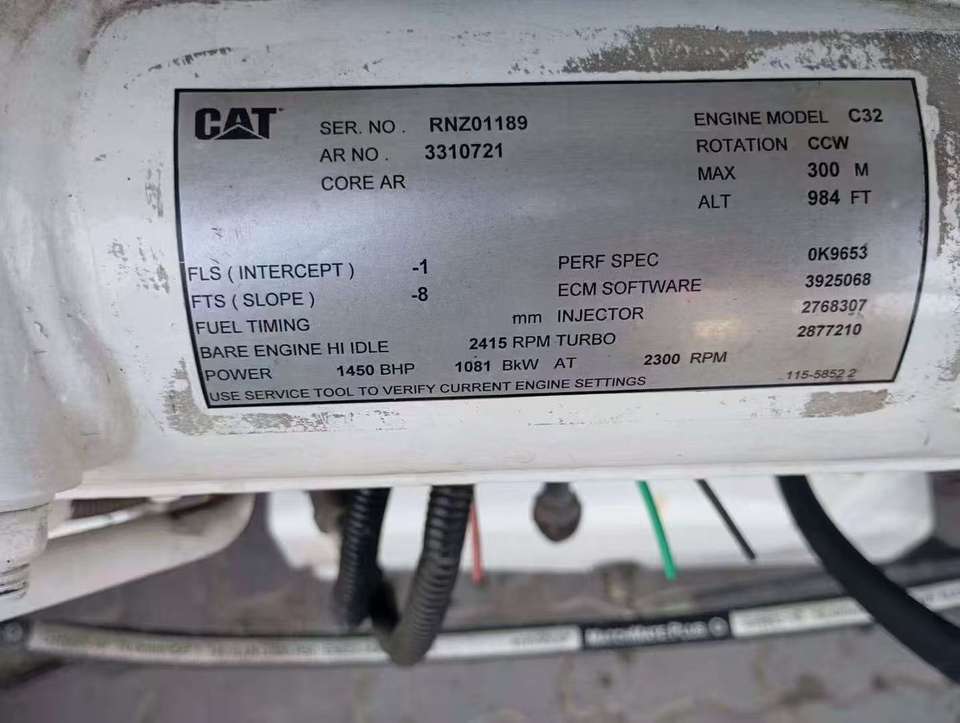 CAT
SER. NO. RNZ01189
ENGINE MODEL C32
AR NO. 3310721
ROTATION CCW
CORE AR
MAX 300 M
ALT 984 FT
FLS ( INTERCEPT ) -1
PERF SPEC 0K9653
FTS ( SLOPE ) -8
ECM SOFTWARE 3925068
FUEL TIMING mm
INJECTOR 2768307
BARE ENGINE HI IDLE 2415 RPM
TURBO 2877210
POWER 1450 BHP 1081 BkW AT 2300 RPM
USE SERVICE TOOL TO VERIFY CURRENT ENGINE SETTINGS
115-5852 2